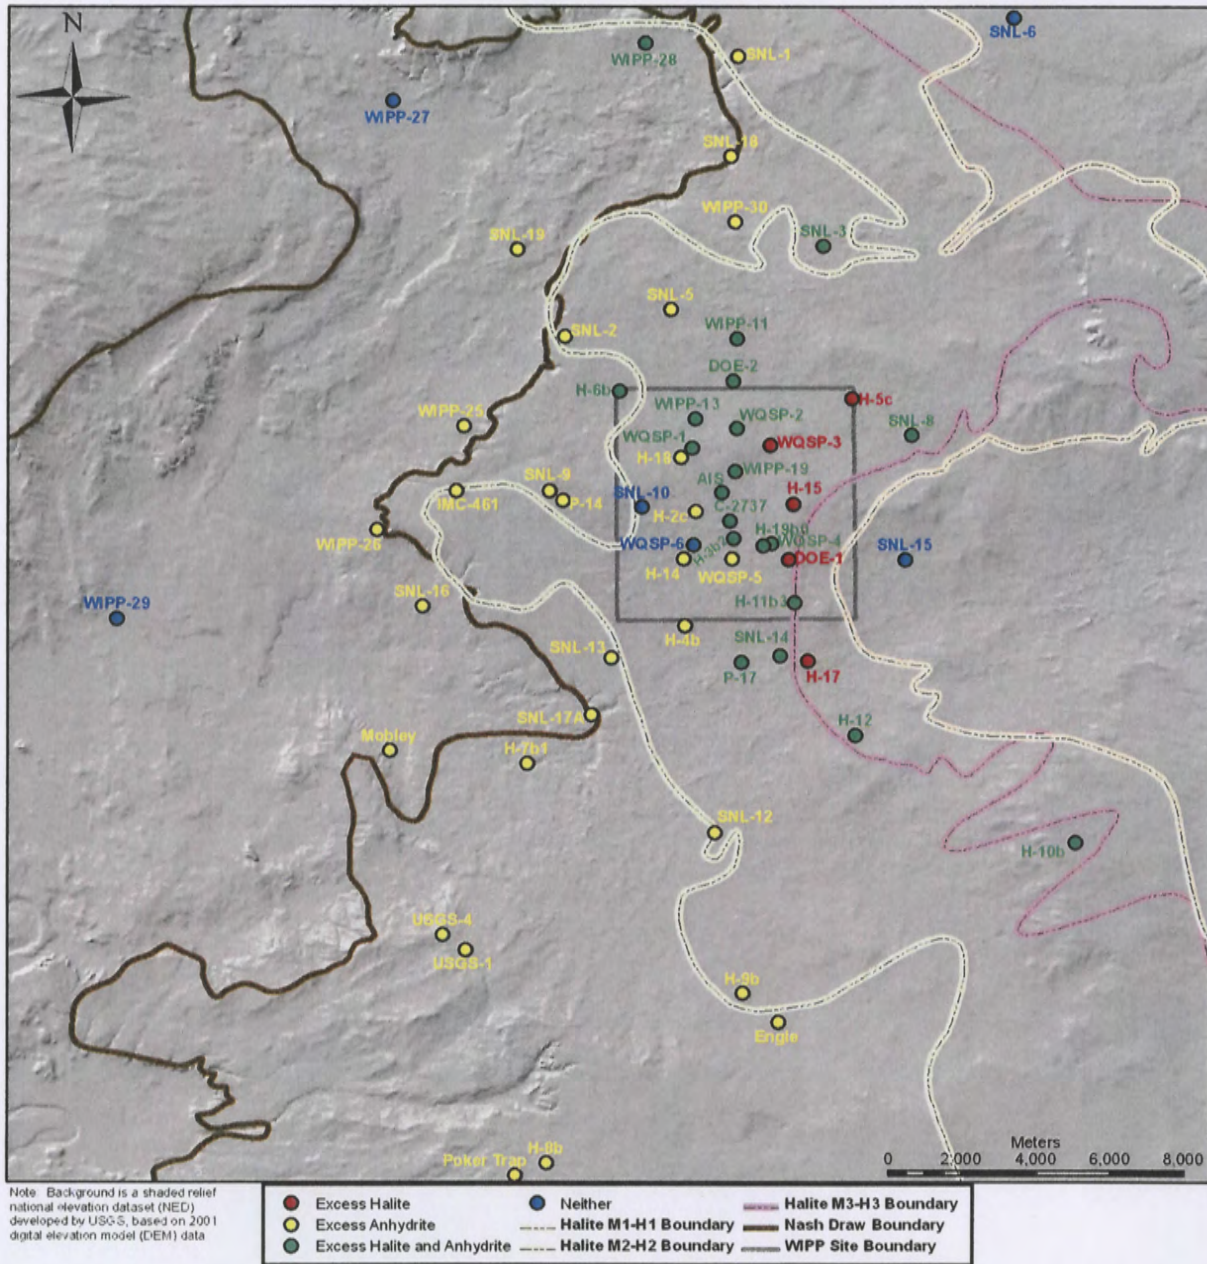 N
SNL-6
WIPP-28
SNL-1
WIPP-27
SNL-18
WIPP-30
SNL-19
SNL-3
SNL-5
WIPP-11
SNL-2
DOE-2
H-6b
H-5c
WIPP-13
WQSP-2
SNL-8
WIPP-25
WQSP-1
WQSP-3
H-18
WIPP-19
SNL-9
AIS
IMC-461
P-14
SNL-10
H-15
H-2c
C-2737
WIPP-26
H-19b0
WQSP-6
H-3b2
WQSP-4
SNL-15
H-14
WQSP-5
DOE-1
WIPP-29
SNL-16
H-11b3
H-4b
SNL-13
SNL-14
P-17
H-17
SNL-17A
Mobley
H-7b1
H-12
SNL-12
H-10b
USGS-4
USGS-1
H-9b
Engle
Meters
Poker Trap
H-8b
0 2,000 4,000 6,000 8,000
Note: Background is a shaded relief
national elevation dataset (NED)
developed by USGS, based on 2001
digital elevation model (DEM) data
Excess Halite
Excess Anhydrite
Excess Halite and Anhydrite
Neither
Halite M1-H1 Boundary
Halite M2-H2 Boundary
Halite M3-H3 Boundary
Nash Draw Boundary
WIPP Site Boundary